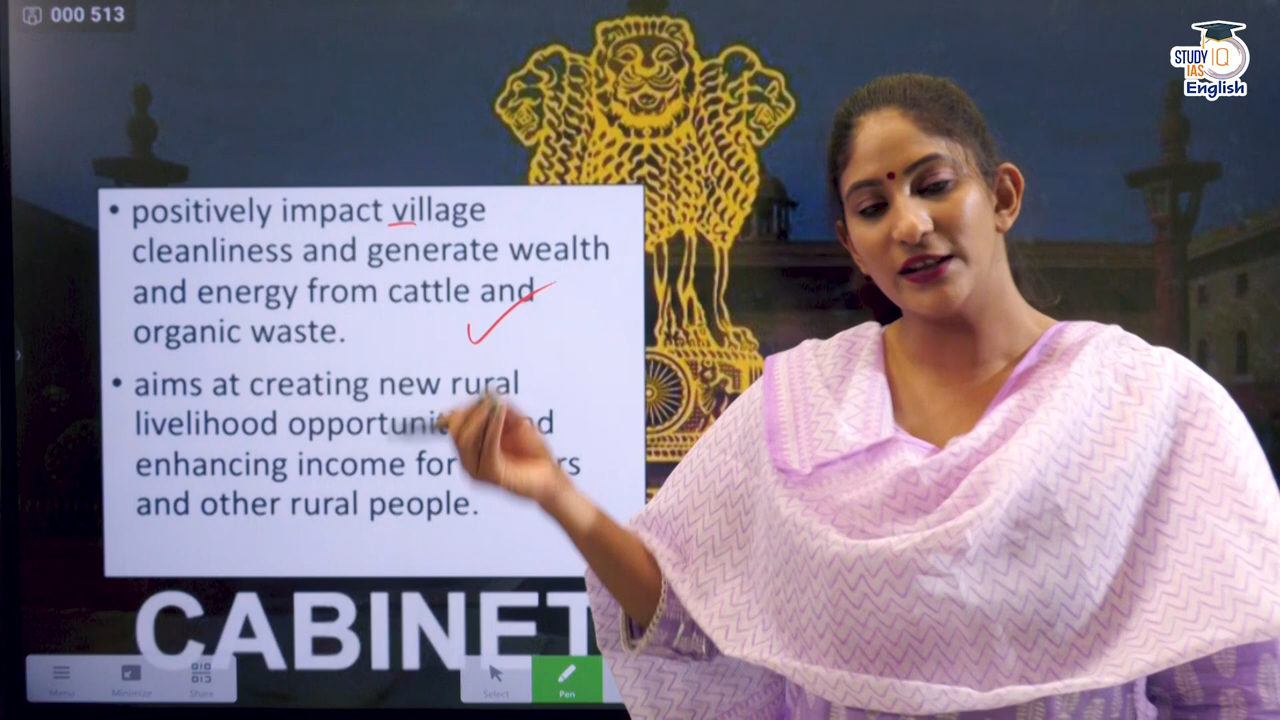 000 513
STUDY IQ
IAS
English
• positively impact village
cleanliness and generate wealth
and energy from cattle and
organic waste.
• aims at creating new rural
livelihood
enhancing income for
and other rural people.
CABINET
Menu
Minimize
Share
Select
Pen